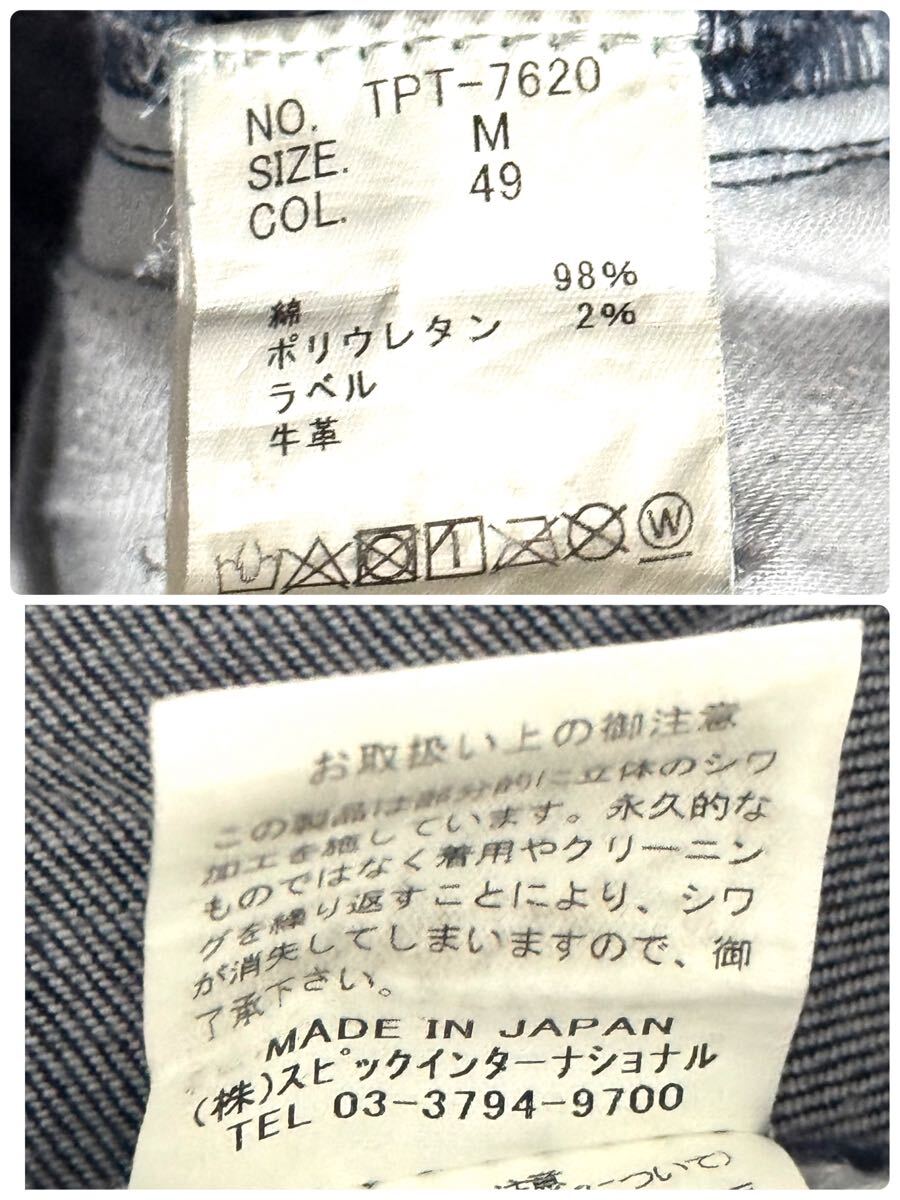 NO. TPT-7620
SIZE. M
COL. 49
綿 98%
ポリウレタン 2%
ラベル
牛革
W
お取扱い上の御注意
この製品は部分的に立体のシワ
加工を施しています。永久的な
ものではなく着用やクリーニン
グを繰り返すことにより、シワ
が消失してしまいますので、御
了承下さい。
MADE IN JAPAN
(株)スピックインターナショナル
TEL 03-3794-9700
について)